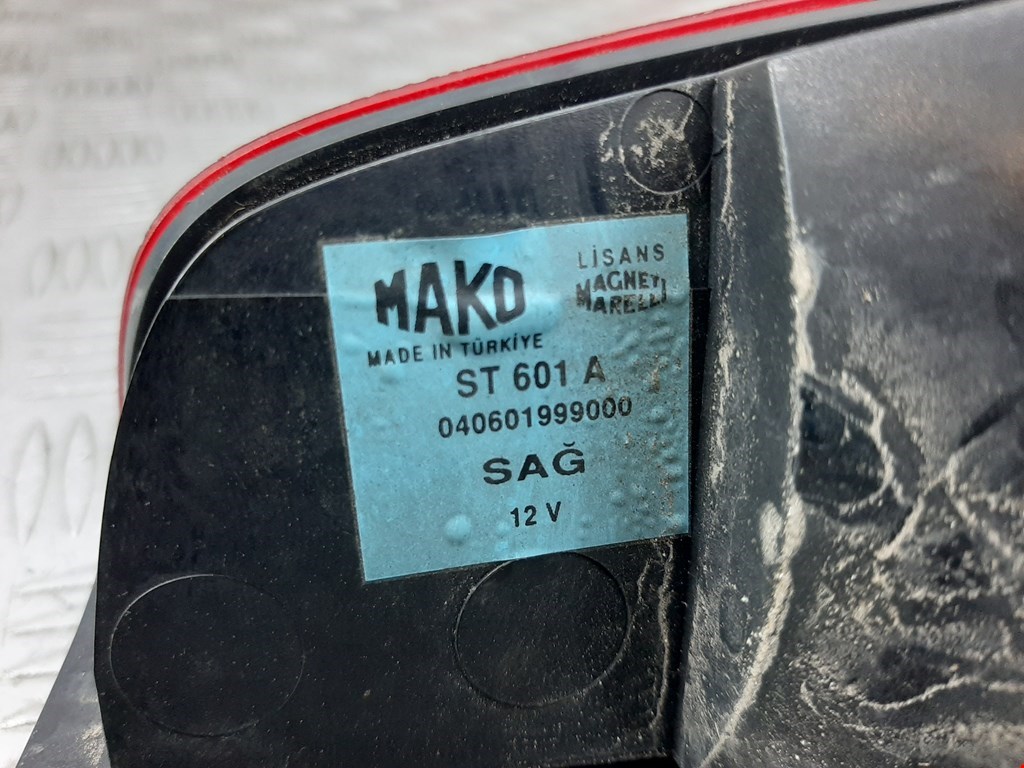 MAKO
LİSANS
MAGNETI
MARELLI
MADE IN TÜRKİYE
ST 601 A
040601999000
SAĞ
12 V